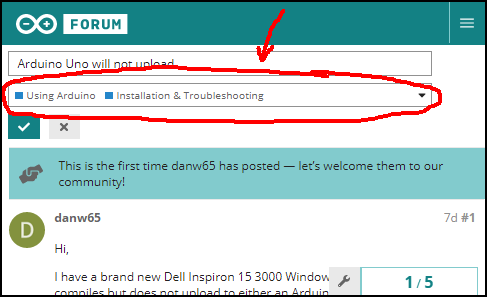 FORUM
Arduino Uno will not upload
Using Arduino Installation & Troubleshooting
This is the first time danw65 has posted — let's welcome them to our
community!
D
danw65 7d #1
Hi,
I have a brand new Dell Inspiron 15 3000 Window
compiles but does not upload to either an Arduin
1 / 5